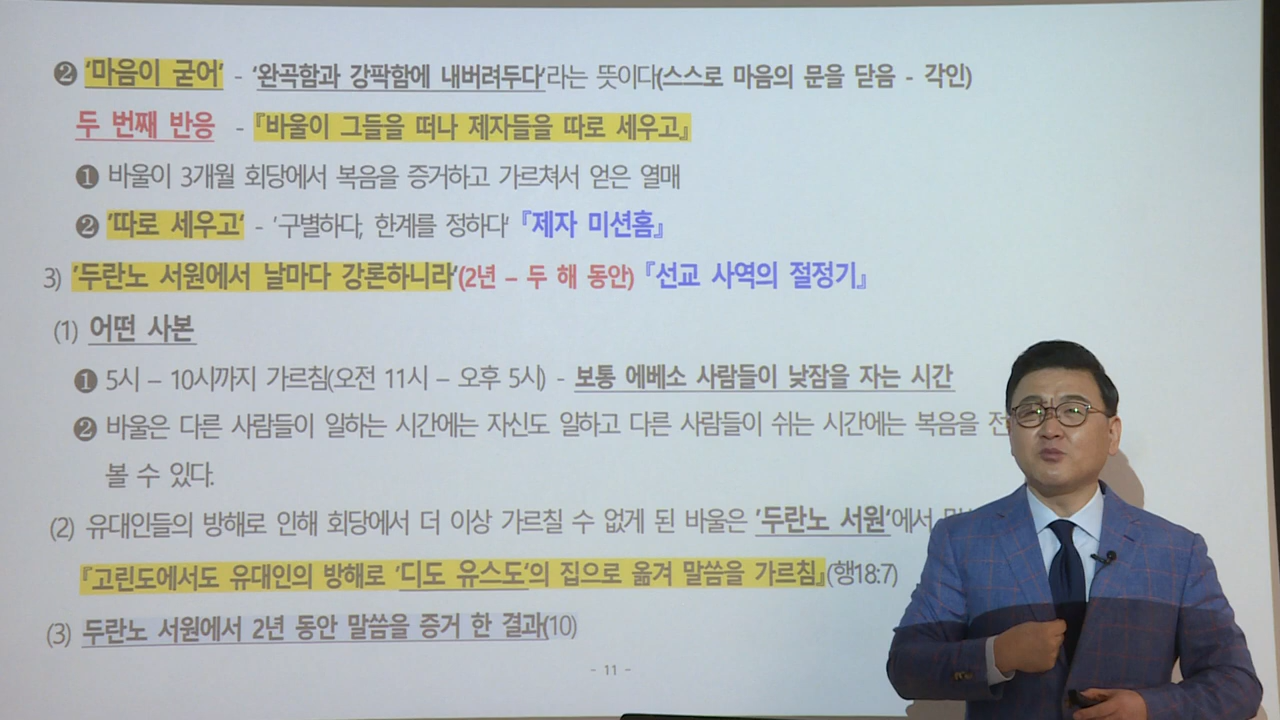 ❷ '마음이 굳어' - '완곡함과 강팍함에 내버려두다'라는 뜻이다(스스로 마음의 문을 닫음 - 각인)
두 번째 반응 - 『바울이 그들을 떠나 제자들을 따로 세우고』
❶ 바울이 3개월 회당에서 복음을 증거하고 가르쳐서 얻은 열매
❷ '따로 세우고' - '구별하다, 한계를 정하다' 『제자 미션홈』
3) '두란노 서원에서 날마다 강론하니라'(2년 – 두 해 동안) 『선교 사역의 절정기』
(1) 어떤 사본
❶ 5시 – 10시까지 가르침(오전 11시 – 오후 5시) - 보통 에베소 사람들이 낮잠을 자는 시간
❷ 바울은 다른 사람들이 일하는 시간에는 자신도 일하고 다른 사람들이 쉬는 시간에는 복음을
볼 수 있다.
(2) 유대인들의 방해로 인해 회당에서 더 이상 가르칠 수 없게 된 바울은 '두란노 서원'에서
『고린도에서도 유대인의 방해로 '디도 유스도'의 집으로 옮겨 말씀을 가르침』(행18:7)
(3) 두란노 서원에서 2년 동안 말씀을 증거 한 결과(10)
- 11 -